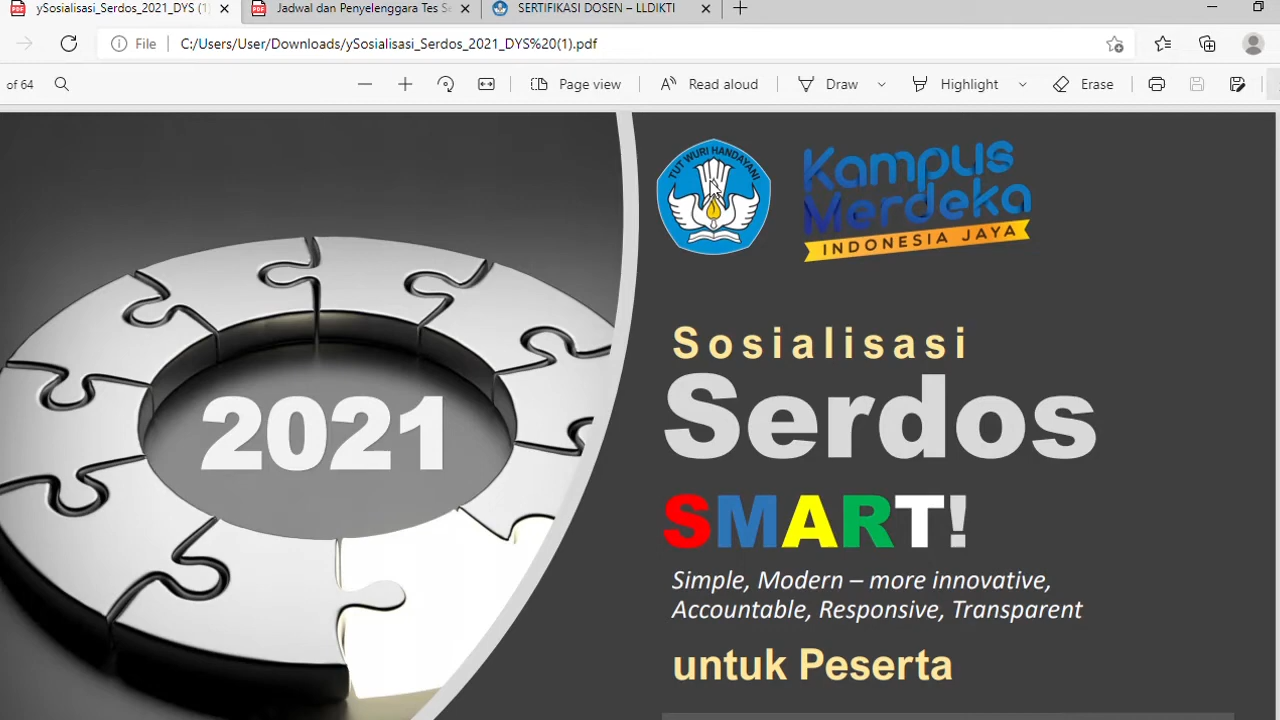 ySosialisasi_Serdos_2021_DYS (1)
Jadwal dan Penyelenggara Tes S
SERTIFIKASI DOSEN – LLDIKTI
File
C:/Users/User/Downloads/ySosialisasi_Serdos_2021_DYS%20(1).pdf
of 64
Page view
Read aloud
Draw
Highlight
Erase
TUT WURI HANDAYANI
Kampus
Merdeka
INDONESIA JAYA
Sosialisasi
Serdos
2021
SMART!
Simple, Modern – more innovative,
Accountable, Responsive, Transparent
untuk Peserta